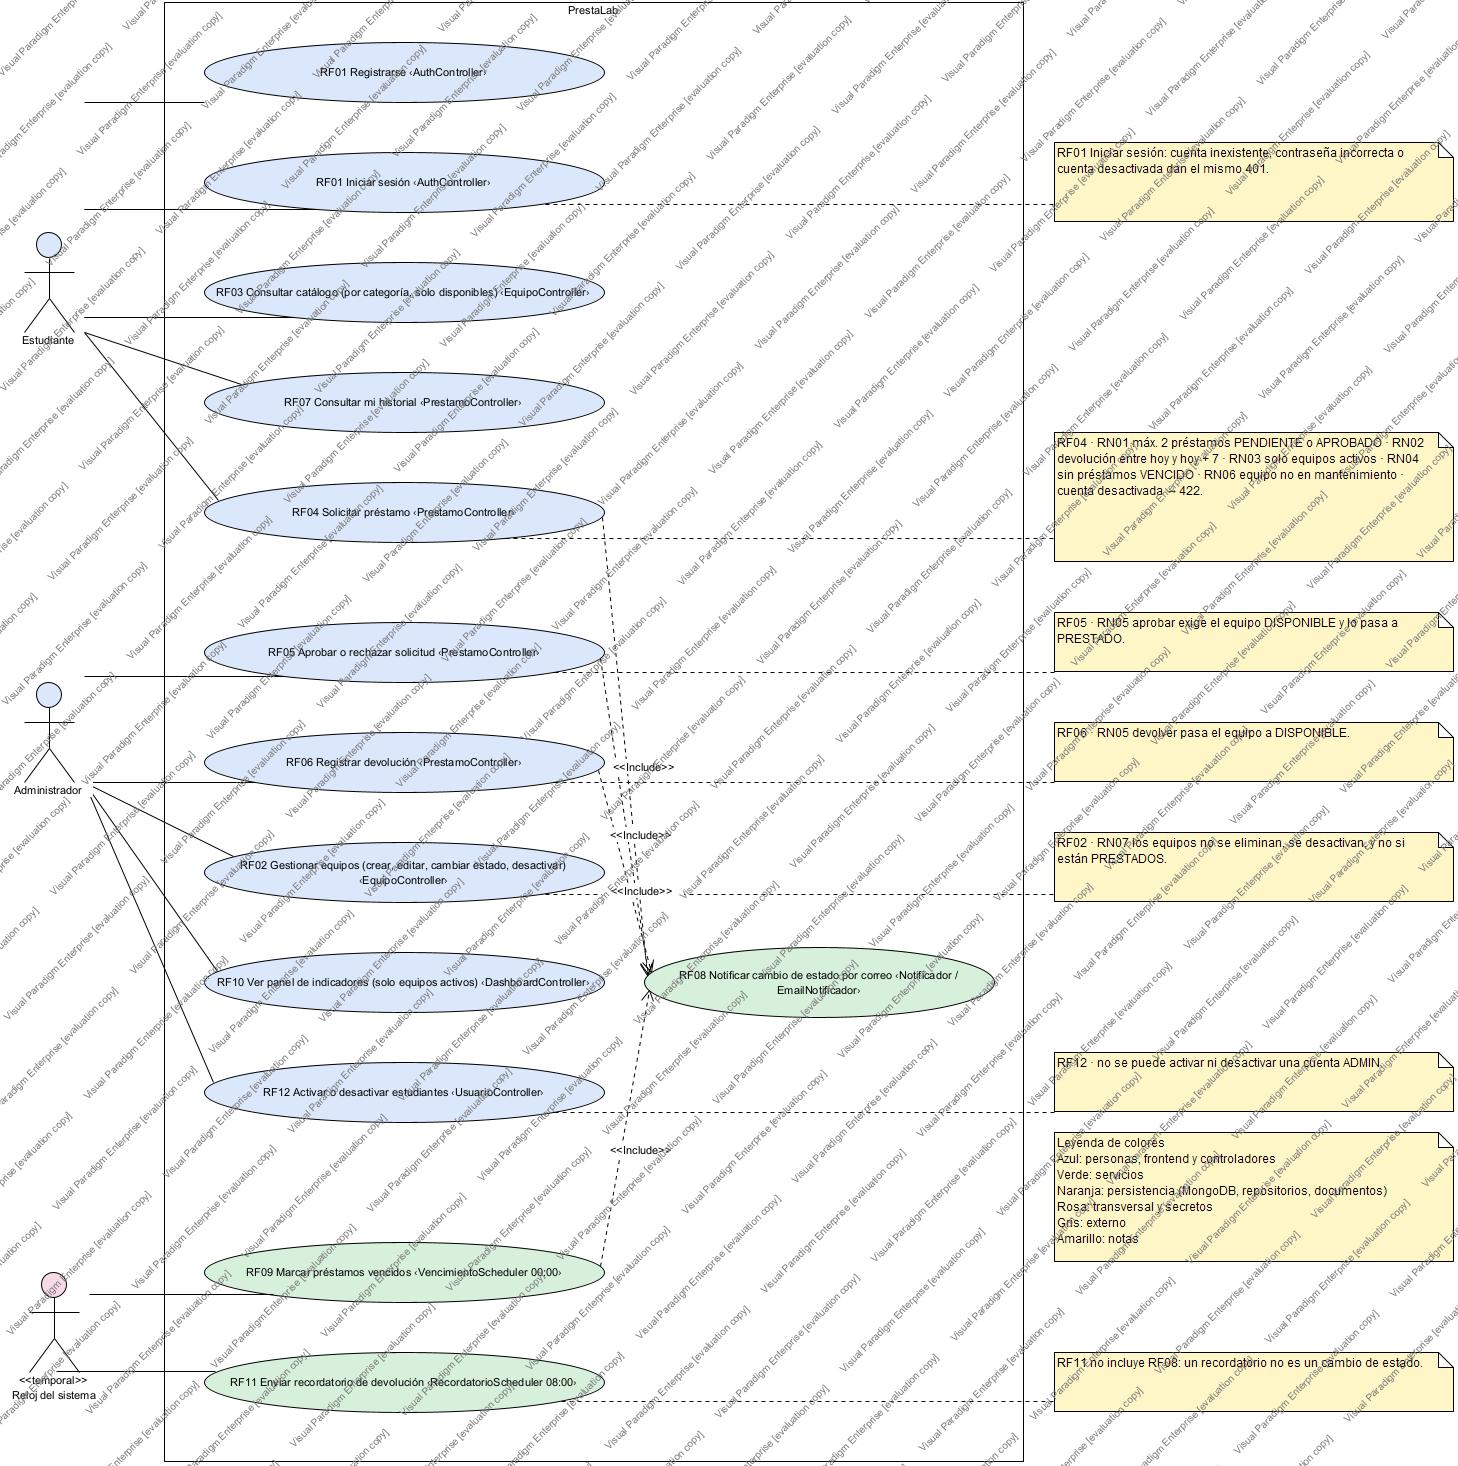 PrestaLab
RF01 Registrarse ‹AuthController›
RF01 Iniciar sesión ‹AuthController›
RF01 Iniciar sesión: cuenta inexistente, contraseña incorrecta o
cuenta desactivada dan el mismo 401.
RF03 Consultar catálogo (por categoría, solo disponibles) ‹EquipoController›
Estudiante
RF07 Consultar mi historial ‹PrestamoController›
RF04 Solicitar préstamo ‹PrestamoController›
RF04 · RN01 máx. 2 préstamos PENDIENTE o APROBADO · RN02
devolución entre hoy y hoy + 7 · RN03 solo equipos activos · RN04
sin préstamos VENCIDO · RN06 equipo no en mantenimiento ·
cuenta desactivada → 422.
RF05 Aprobar o rechazar solicitud ‹PrestamoController›
RF05 · RN05 aprobar exige el equipo DISPONIBLE y lo pasa a
PRESTADO.
Administrador
RF06 Registrar devolución ‹PrestamoController›
RF06 · RN05 devolver pasa el equipo a DISPONIBLE.
<<Include>>
<<Include>>
<<Include>>
RF02 Gestionar equipos (crear, editar, cambiar estado, desactivar)
‹EquipoController›
RF02 · RN07 los equipos no se eliminan, se desactivan, y no si
están PRESTADOS.
RF10 Ver panel de indicadores (solo equipos activos) ‹DashboardController›
RF08 Notificar cambio de estado por correo ‹Notificador /
EmailNotificador›
RF12 Activar o desactivar estudiantes ‹UsuarioController›
RF12 · no se puede activar ni desactivar una cuenta ADMIN.
<<Include>>
Leyenda de colores
Azul: personas, frontend y controladores
Verde: servicios
Naranja: persistencia (MongoDB, repositorios, documentos)
Rosa: transversal y secretos
Gris: externo
Amarillo: notas
RF09 Marcar préstamos vencidos ‹VencimientoScheduler 00:00›
<<temporal>>
Reloj del sistema
RF11 Enviar recordatorio de devolución ‹RecordatorioScheduler 08:00›
RF11 no incluye RF08: un recordatorio no es un cambio de estado.
Visual Paradigm Enterprise [evaluation copy]